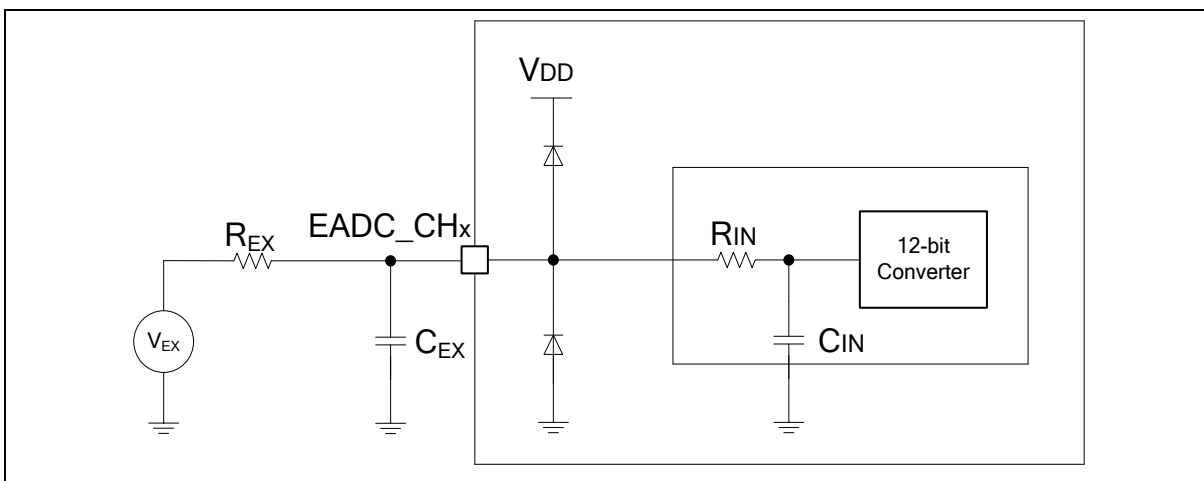 VDD
EADC_CHx
REX
RIN
12-bit
Converter
VEX
CEX
CIN